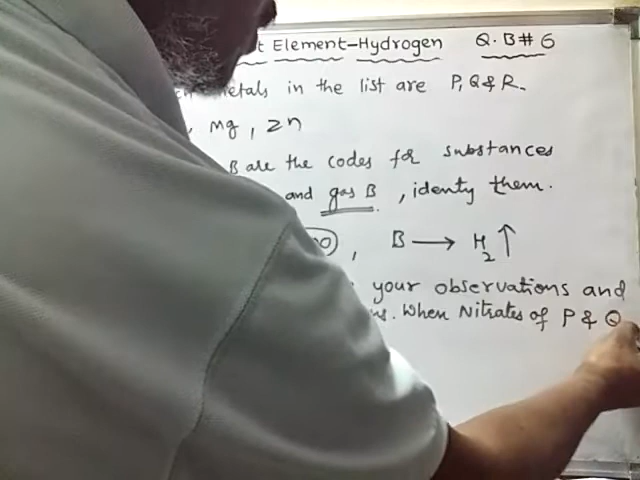 Element-Hydrogen Q.B#6
in the list are P, Q & R.
, mg, zn
B are the codes for substances
and gas B, identy them.
, B → H2↑
your observations and
. When Nitrates of P & Q